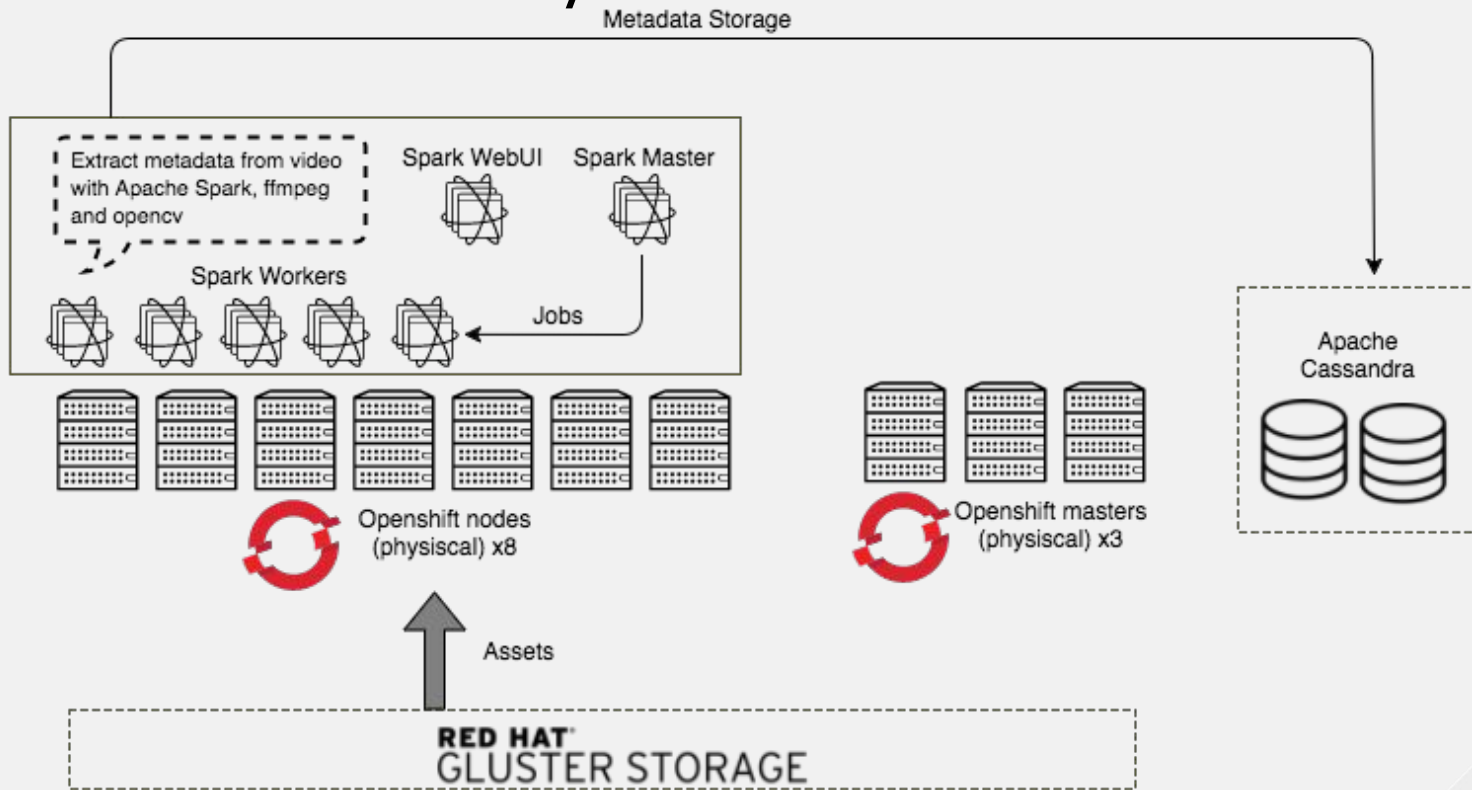 Metadata Storage
Extract metadata from video
with Apache Spark, ffmpeg
and opencv
Spark WebUI
Spark Master
Spark Workers
Jobs
Apache
Cassandra
Openshift nodes
(physiscal) x8
Openshift masters
(physiscal) x3
Assets
RED HAT
GLUSTER STORAGE